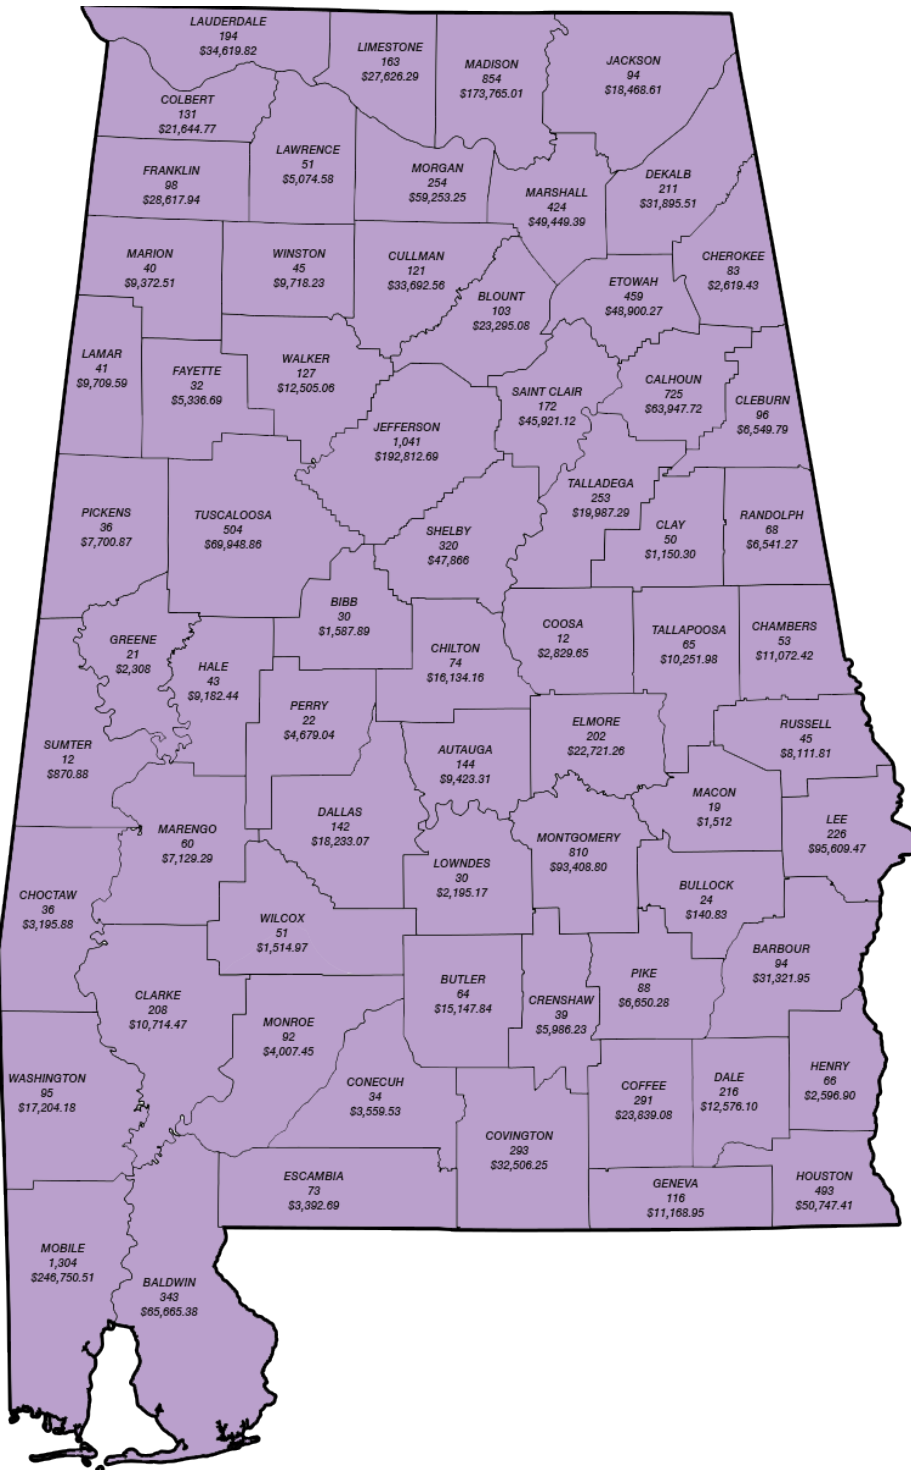 LAUDERDALE
194
$34,619.82
LIMESTONE
163
$27,626.29
MADISON
854
$173,765.01
JACKSON
94
$18,468.61
COLBERT
131
$21,644.77
LAWRENCE
51
$5,074.58
FRANKLIN
98
$28,617.94
MORGAN
254
$59,253.25
MARSHALL
424
$49,449.39
DEKALB
211
$31,895.51
MARION
40
$9,372.51
WINSTON
45
$9,718.23
CULLMAN
121
$33,692.56
BLOUNT
103
$23,295.08
ETOWAH
459
$48,900.27
CHEROKEE
83
$2,619.43
LAMAR
41
$9,709.59
FAYETTE
32
$5,336.69
WALKER
127
$12,505.06
JEFFERSON
1,041
$192,812.69
SAINT CLAIR
172
$45,921.12
CALHOUN
725
$63,947.72
CLEBURN
96
$6,549.79
PICKENS
36
$7,700.87
TUSCALOOSA
504
$69,948.86
SHELBY
320
$47,866
TALLADEGA
253
$19,987.29
CLAY
50
$1,150.30
RANDOLPH
68
$6,541.27
GREENE
21
$2,308
HALE
43
$9,182.44
BIBB
30
$1,587.89
CHILTON
74
$16,134.16
COOSA
12
$2,829.65
TALLAPOOSA
65
$10,251.98
CHAMBERS
53
$11,072.42
SUMTER
12
$870.88
PERRY
22
$4,679.04
AUTAUGA
144
$9,423.31
ELMORE
202
$22,721.26
RUSSELL
45
$8,111.81
MARENGO
60
$7,129.29
DALLAS
142
$18,233.07
LOWNDES
30
$2,195.17
MONTGOMERY
810
$93,408.80
MACON
19
$1,512
LEE
226
$95,609.47
CHOCTAW
36
$3,195.88
WILCOX
51
$1,514.97
BULLOCK
24
$140.83
CLARKE
208
$10,714.47
MONROE
92
$4,007.45
BUTLER
64
$15,147.84
CRENSHAW
39
$5,986.23
PIKE
88
$6,650.28
BARBOUR
94
$31,321.95
WASHINGTON
95
$17,204.18
CONECUH
34
$3,559.53
COFFEE
291
$23,839.08
DALE
216
$12,576.10
HENRY
66
$2,596.90
ESCAMBIA
73
$3,392.69
COVINGTON
293
$32,506.25
GENEVA
116
$11,168.95
HOUSTON
493
$50,747.41
MOBILE
1,304
$246,750.51
BALDWIN
343
$65,665.38